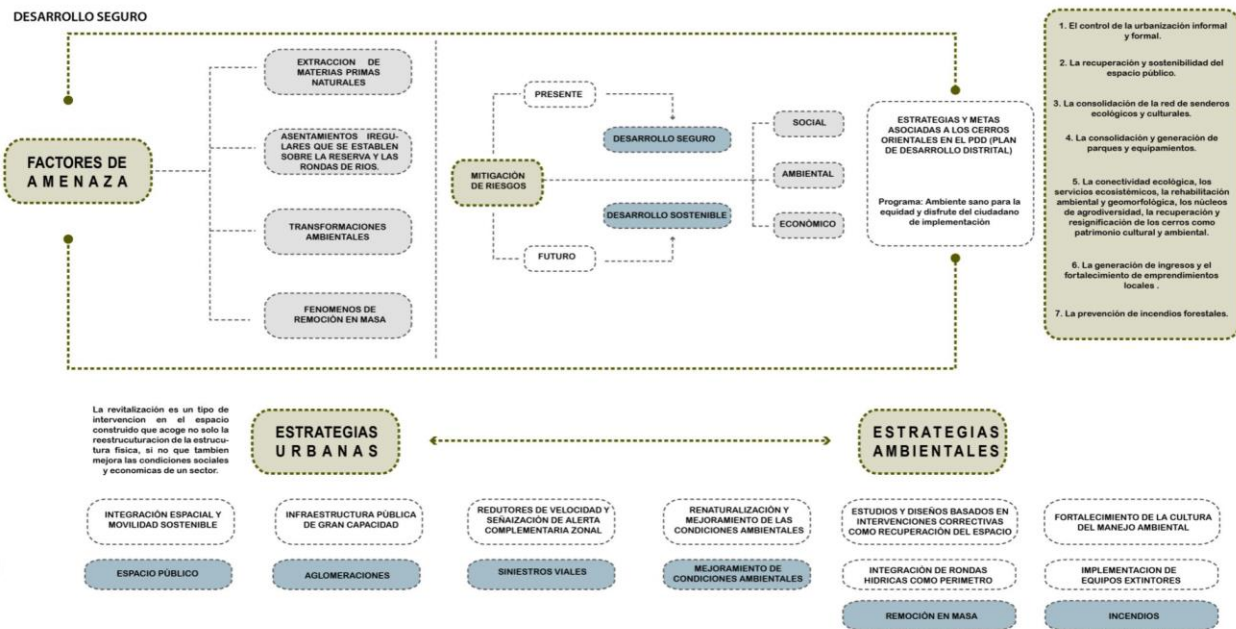 DESARROLLO SEGURO
FACTORES DE
AMENAZA
EXTRACCION DE
MATERIAS PRIMAS
NATURALES
ASENTAMIENTOS IREGU-
LARES QUE SE ESTABLEN
SOBRE LA RESERVA Y LAS
RONDAS DE RIOS.
TRANSFORMACIONES
AMBIENTALES
FENOMENOS DE
REMOCIÓN EN MASA
MITIGACIÓN
DE RIESGOS
PRESENTE
DESARROLLO SEGURO
DESARROLLO SOSTENIBLE
FUTURO
SOCIAL
AMBIENTAL
ECONÓMICO
ESTRATEGIAS Y METAS
ASOCIADAS A LOS CERROS
ORIENTALES EN EL PDD (PLAN
DE DESARROLLO DISTRITAL)
Programa: Ambiente sano para la
equidad y disfrute del ciudadano
de implementación
1. El control de la urbanización informal
y formal.
2. La recuperación y sostenibilidad del
espacio público.
3. La consolidación de la red de senderos
ecológicos y culturales.
4. La consolidación y generación de
parques y equipamientos.
5. La conectividad ecológica, los
servicios ecosistémicos, la rehabilitación
ambiental y geomorfológica, los núcleos
de agrodiversidad, la recuperación y
resignificación de los cerros como
patrimonio cultural y ambiental.
6. La generación de ingresos y el
fortalecimiento de emprendimientos
locales .
7. La prevención de incendios forestales.
La revitalización es un tipo de
intervencion en el espacio
construido que acoge no solo la
reestrucuturacion de la estrucu-
tura física, si no que tambien
mejora las condiciones sociales
y economicas de un sector.
ESTRATEGIAS
URBANAS
ESTRATEGIAS
AMBIENTALES
INTEGRACIÓN ESPACIAL Y
MOVILIDAD SOSTENIBLE
ESPACIO PÚBLICO
INFRAESTRUCTURA PÚBLICA
DE GRAN CAPACIDAD
AGLOMERACIONES
REDUTORES DE VELOCIDAD Y
SEÑAIZACIÓN DE ALERTA
COMPLEMENTARIA ZONAL
SINIESTROS VIALES
RENATURALIZACIÓN Y
MEJORAMIENTO DE LAS
CONDICIONES AMBIENTALES
MEJORAMIENTO DE
CONDICIONES AMBIENTALES
ESTUDIOS Y DISEÑOS BASADOS EN
INTERVENCIONES CORRECTIVAS
COMO RECUPERACIÓN DEL ESPACIO
INTEGRACIÓN DE RONDAS
HIDRICAS COMO PERIMETRO
REMOCIÓN EN MASA
FORTALECIMIENTO DE LA CULTURA
DEL MANEJO AMBIENTAL
IMPLEMENTACION DE
EQUIPOS EXTINTORES
INCENDIOS